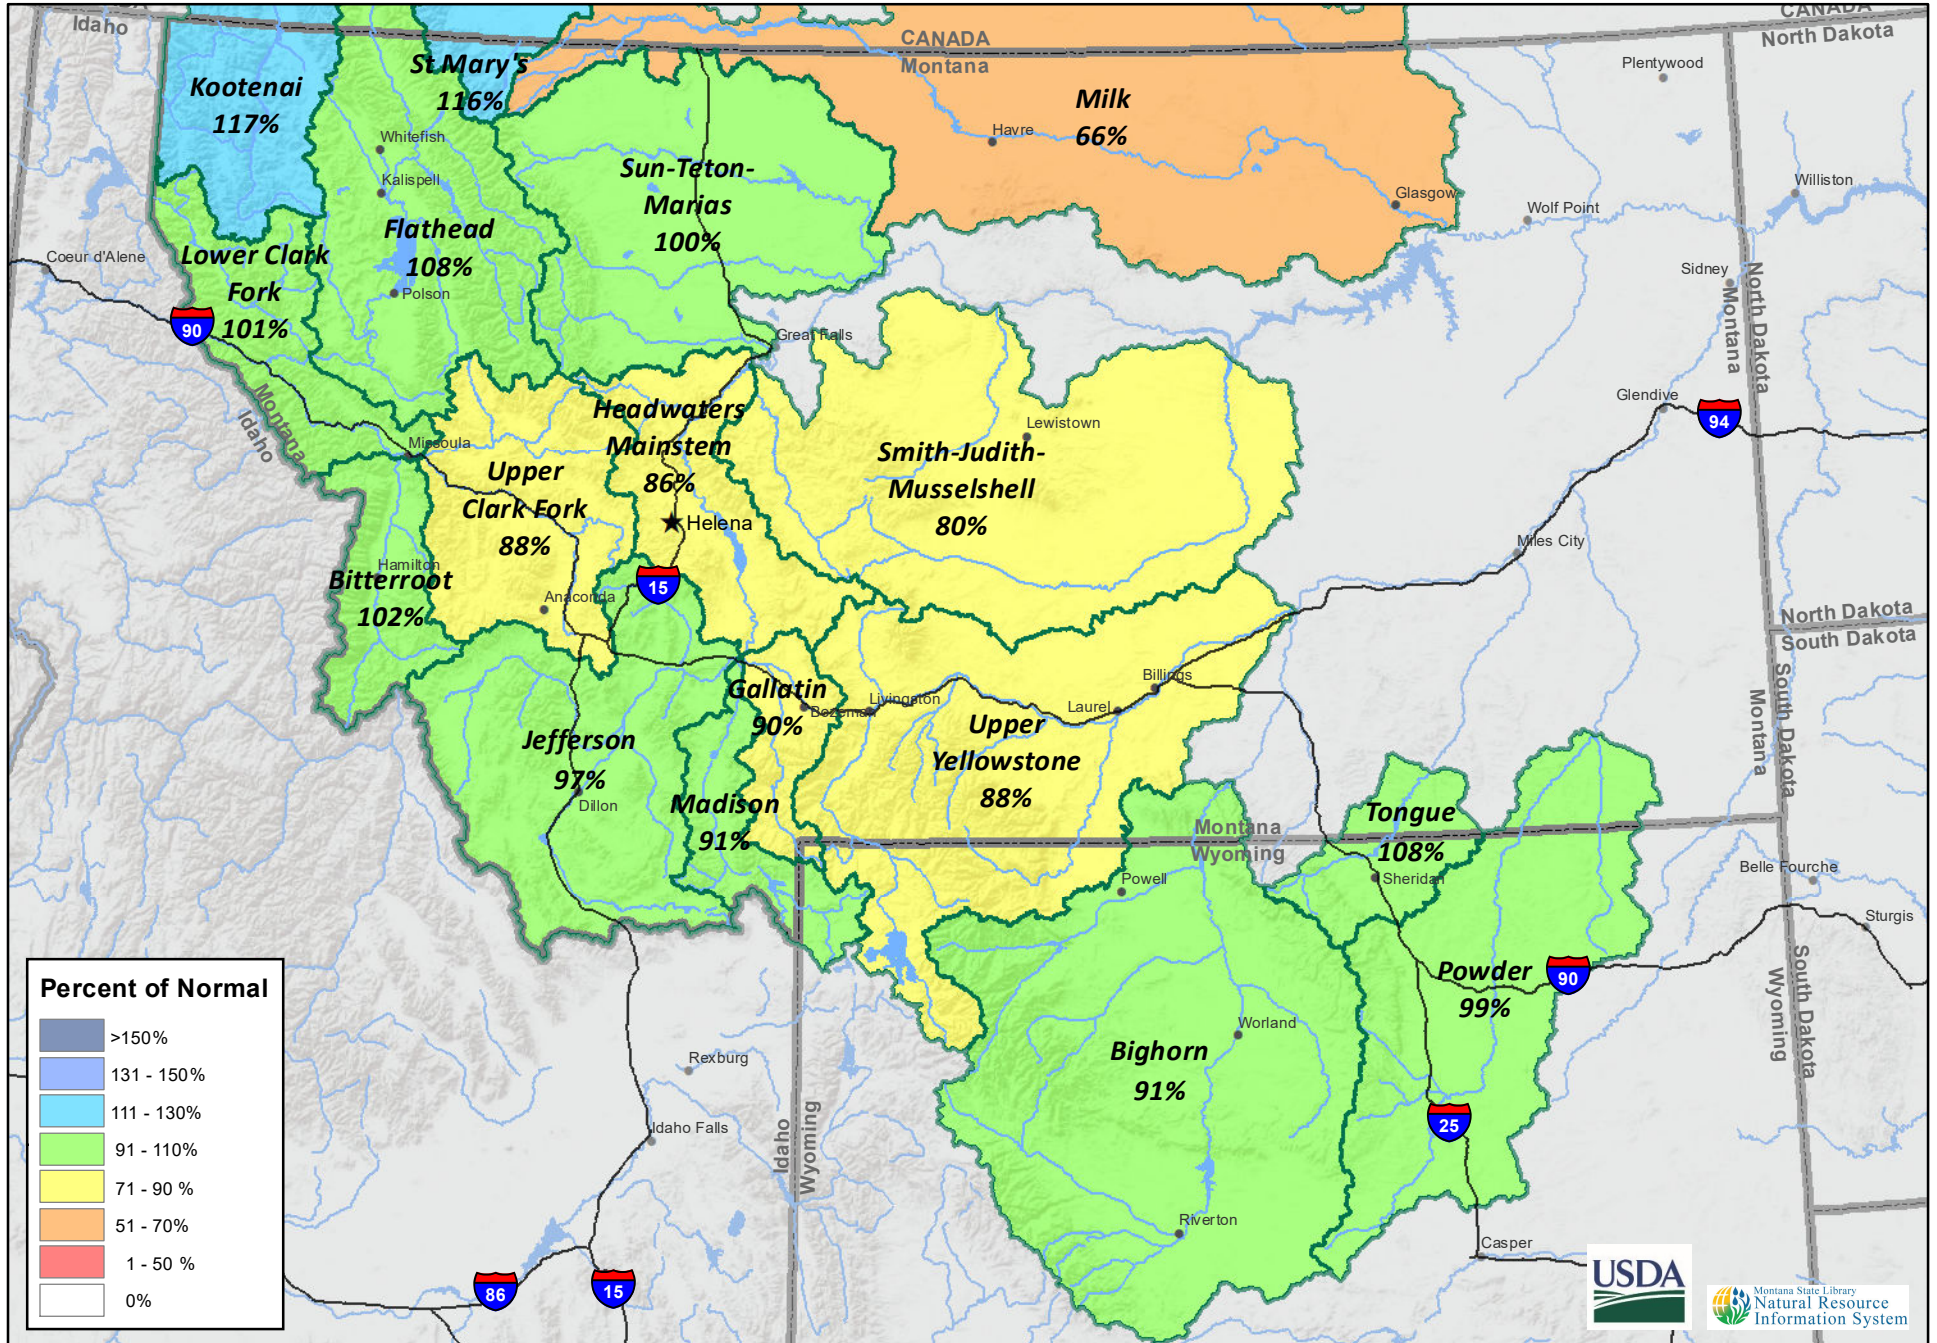 Idaho
CANADA
Montana
CANADA
North Dakota
Kootenai
117%
St Mary's
116%
Milk
66%
Plentywood
Whitefish
Kalispell
Havre
Sun-Teton-
Marias
100%
Glasgow
Williston
Wolf Point
Flathead
108%
Polson
Coeur d'Alene
Lower Clark
Fork
101%
90
Sidney
Montana
North Dakota
Great Falls
Montana
Idaho
Glendive
94
Headwaters
Mainstem
86%
Lewistown
Missoula
Upper
Clark Fork
88%
Smith-Judith-
Musselshell
80%
Helena
Miles City
Hamilton
Bitterroot
102%
Anaconda
15
North Dakota
South Dakota
Gallatin
90%
Bozeman
Livingston
Billings
Laurel
Montana
South Dakota
Jefferson
97%
Dillon
Upper
Yellowstone
88%
Madison
91%
Montana
Wyoming
Tongue
108%
Sheridan
Powell
Belle Fourche
Sturgis
Powder
99%
90
Wyoming
South Dakota
Worland
Bighorn
91%
Rexburg
Idaho Falls
Idaho
Wyoming
25
Riverton
Casper
86
15
Percent of Normal
>150%
131 - 150%
111 - 130%
91 - 110%
71 - 90 %
51 - 70%
1 - 50 %
0%
USDA
Montana State Library
Natural Resource
Information System